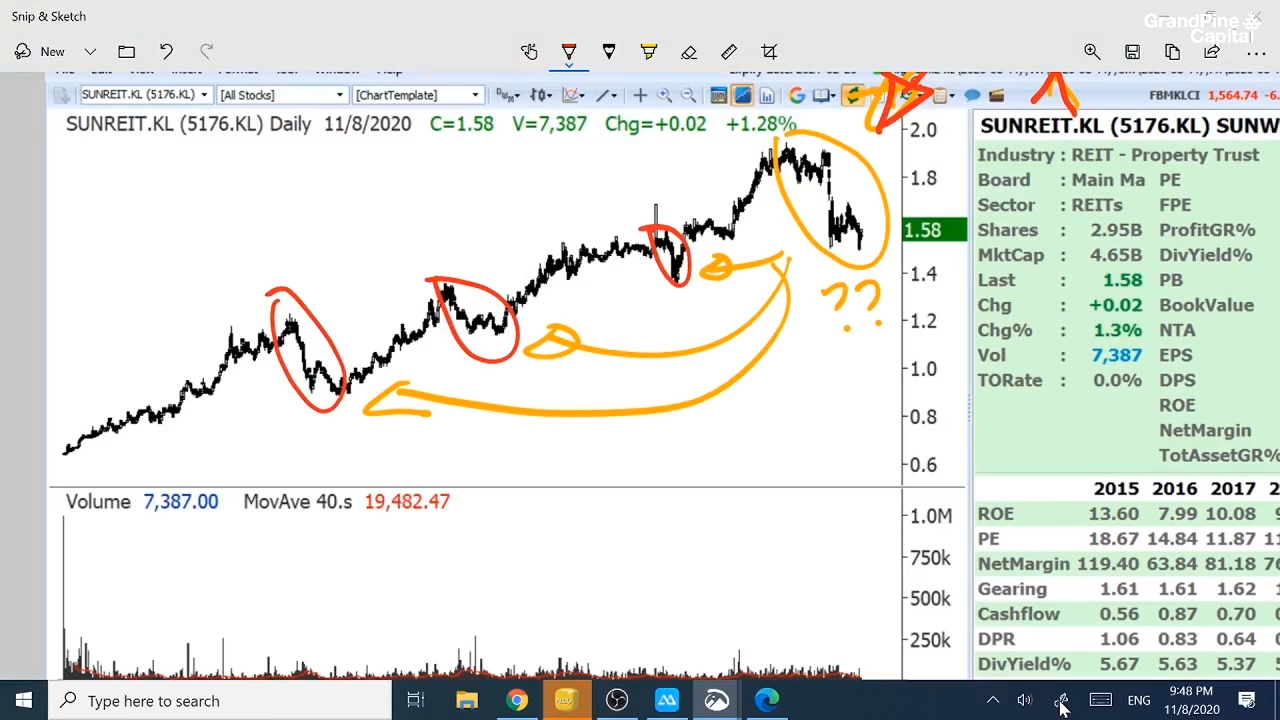 Snip & Sketch
GrandPine
Capital
New
SUNREIT.KL (5176.KL)
[All Stocks]
[ChartTemplate]
FBMKLCI 1,564.74 -6.
SUNREIT.KL (5176.KL) Daily 11/8/2020 C=1.58 V=7,387 Chg=+0.02 +1.28%
2.0
1.8
1.58
1.4
1.2
1.0
0.8
0.6
??
Volume 7,387.00 MovAve 40.s 19,482.47
1.0M
750k
500k
250k
SUNREIT.KL (5176.KL) SUNW
Industry : REIT - Property Trust
Board : Main Ma PE
Sector : REITs FPE
Shares : 2.95B ProfitGR%
MktCap : 4.65B DivYield%
Last : 1.58 PB
Chg : +0.02 BookValue
Chg% : 1.3% NTA
Vol : 7,387 EPS
TORate : 0.0% DPS
ROE
NetMargin
TotAssetGR%
2015 2016 2017 2
ROE 13.60 7.99 10.08 9
PE 18.67 14.84 11.87 11
NetMargin 119.40 63.84 81.18 76
Gearing 1.61 1.61 1.62 1
Cashflow 0.56 0.87 0.70 0
DPR 1.06 0.83 0.64 0
DivYield% 5.67 5.63 5.37 5
Type here to search
ENG
9:48 PM
11/8/2020